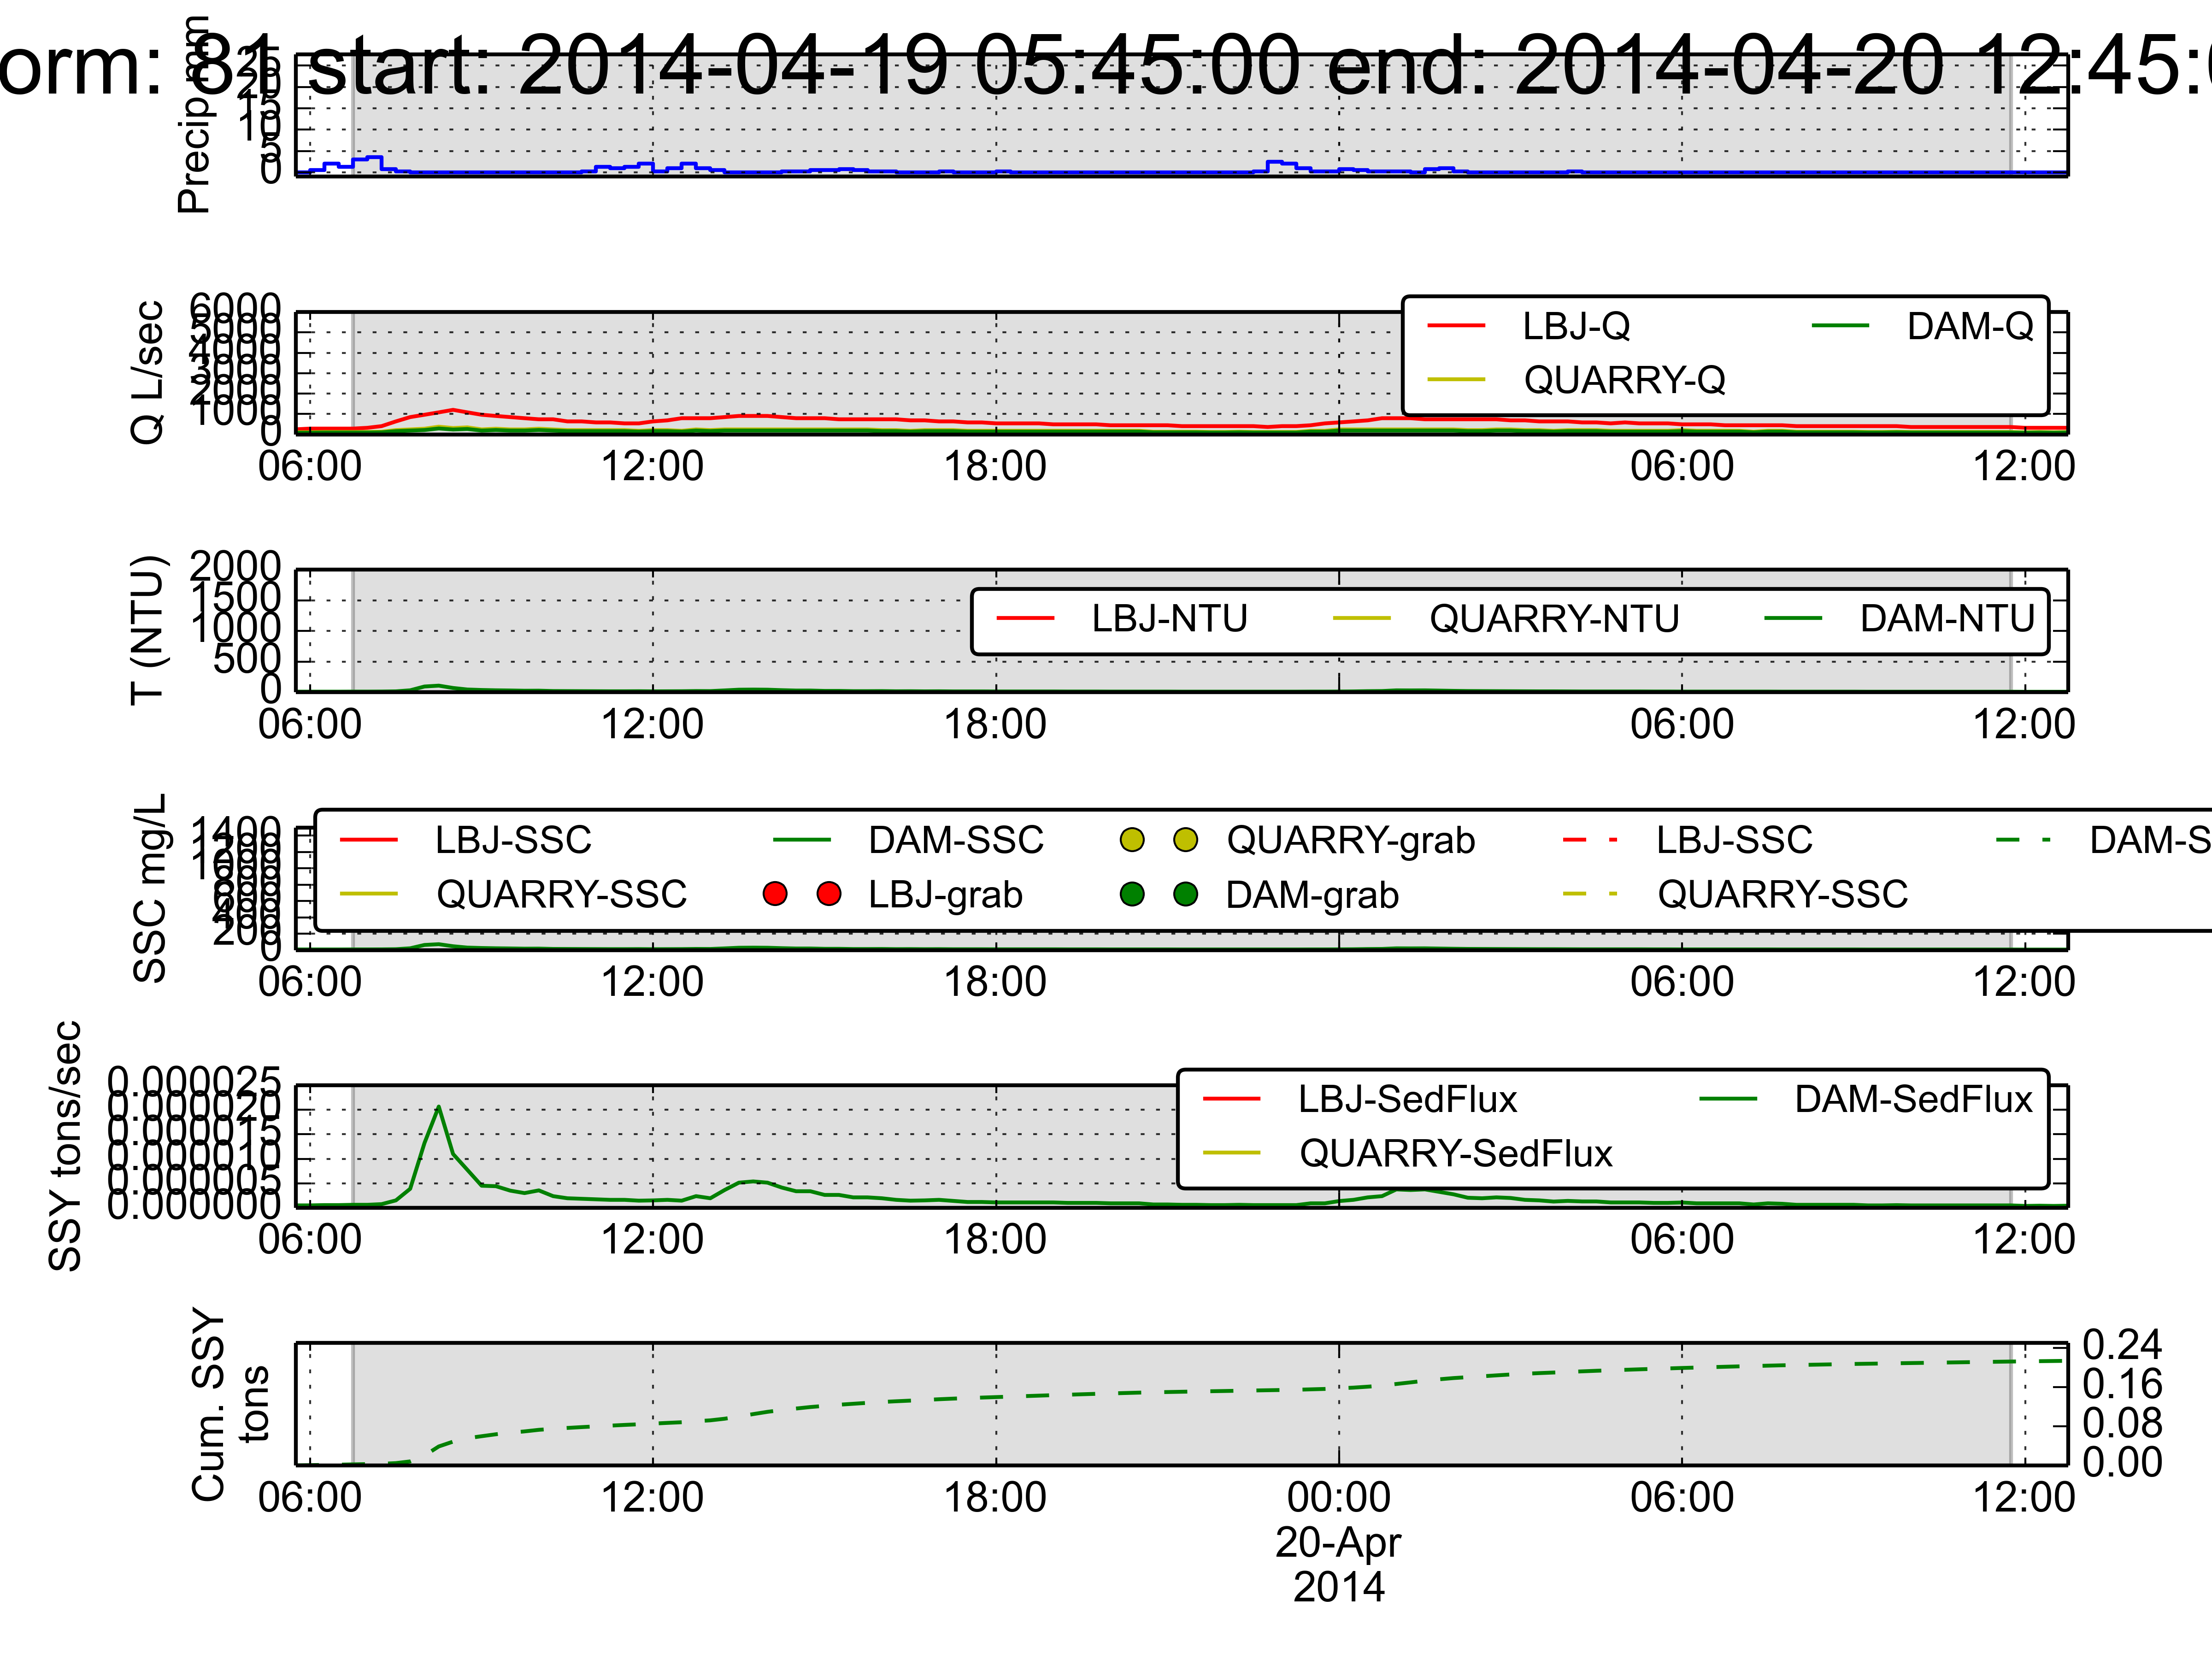 orm: 81 start: 2014-04-19 05:45:00 end: 2014-04-20 12:45:0
Precip mm
25
20
15
10
5
0
Q L/sec
6000
5000
4000
3000
2000
1000
0
LBJ-Q
DAM-Q
QUARRY-Q
06:00 12:00 18:00 06:00 12:00
T (NTU)
2000
1500
1000
500
0
LBJ-NTU QUARRY-NTU DAM-NTU
06:00 12:00 18:00 06:00 12:00
SSC mg/L
1400
1200
1000
800
600
400
200
0
LBJ-SSC DAM-SSC QUARRY-grab LBJ-SSC DAM-S
QUARRY-SSC LBJ-grab DAM-grab QUARRY-SSC
06:00 12:00 18:00 06:00 12:00
SSY tons/sec
0.000025
0.000020
0.000015
0.000010
0.000005
0.000000
LBJ-SedFlux DAM-SedFlux
QUARRY-SedFlux
06:00 12:00 18:00 06:00 12:00
Cum. SSY
tons
0.24
0.16
0.08
0.00
06:00 12:00 18:00 00:00 06:00 12:00
20-Apr
2014